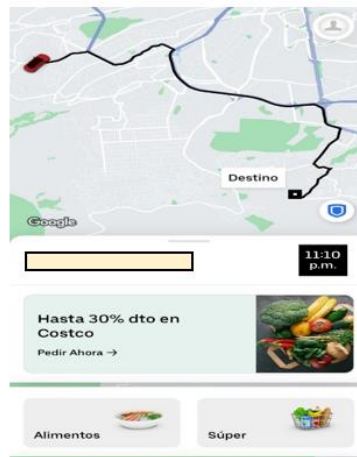 Destino
Google
11:10
p.m.
Hasta 30% dto en
Costco
Pedir Ahora →
Alimentos
Súper